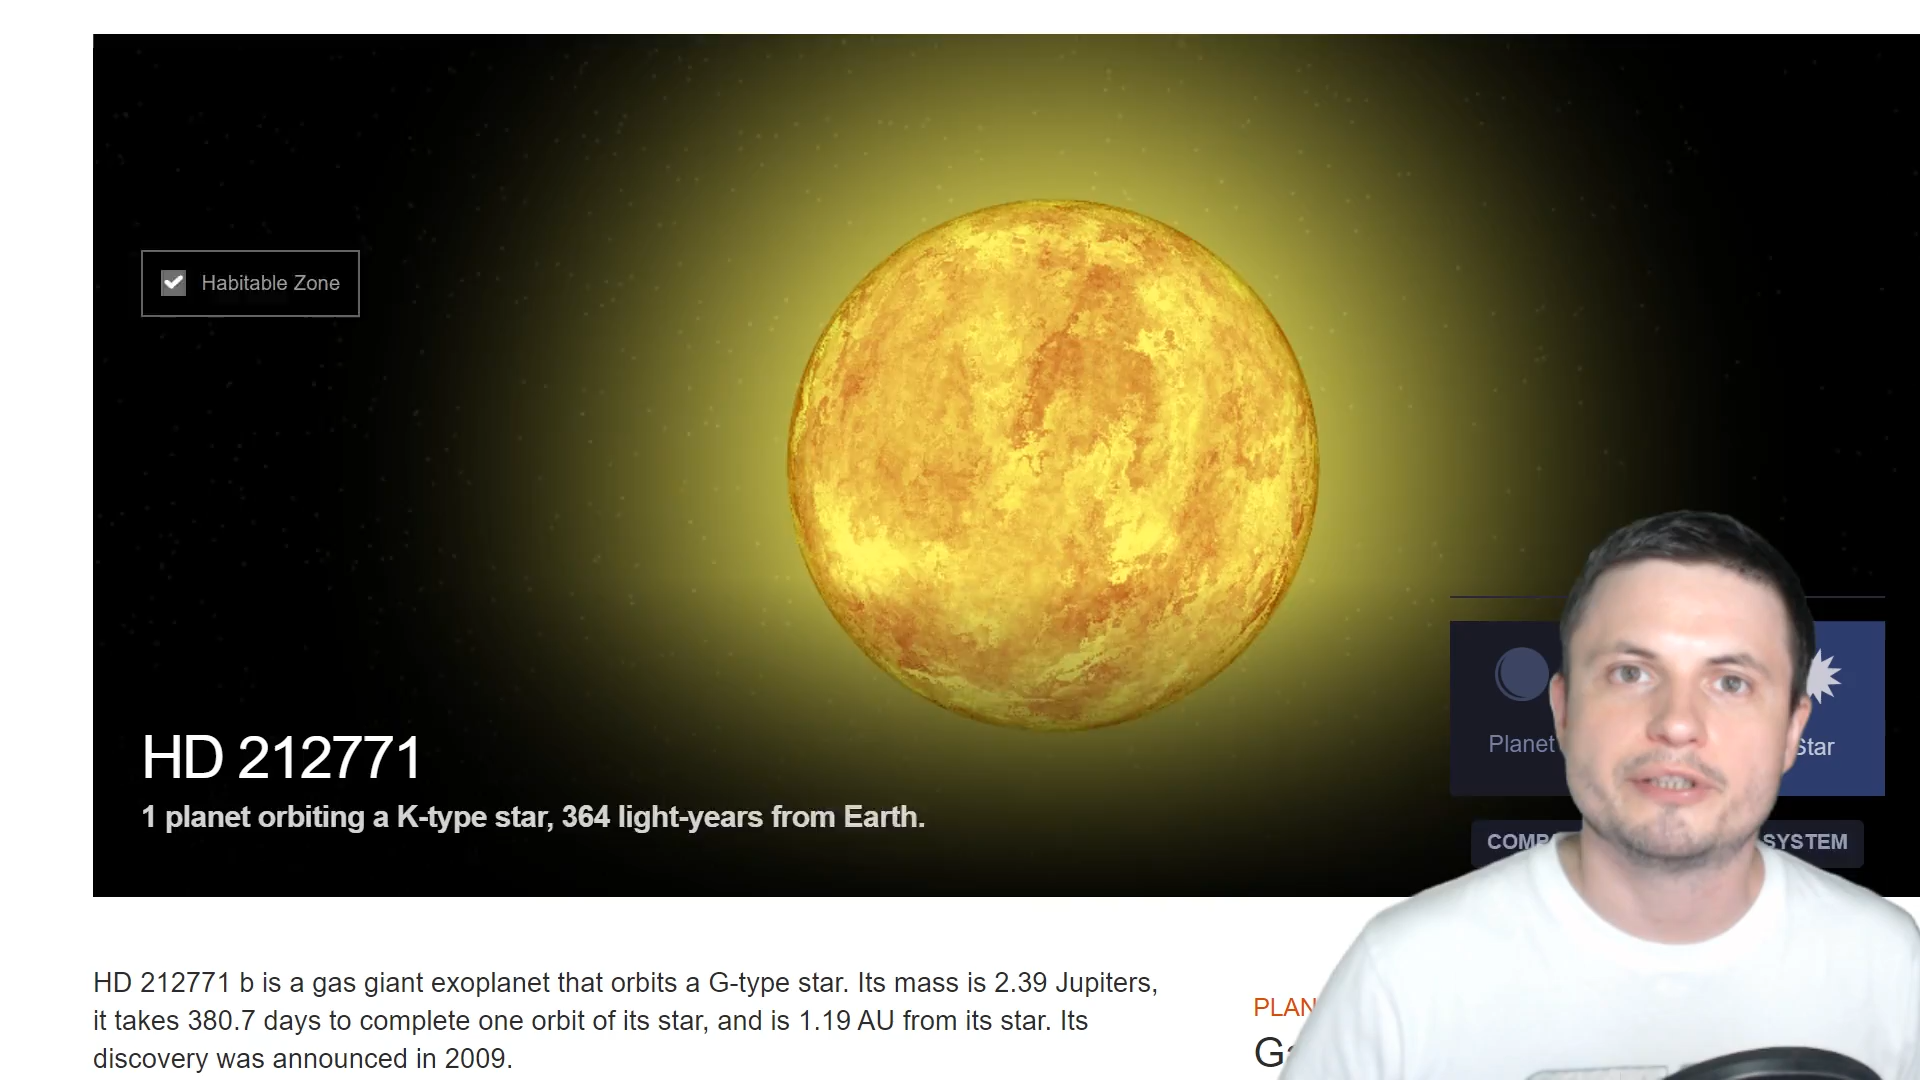 Habitable Zone
HD 212771
1 planet orbiting a K-type star, 364 light-years from Earth.
Planet
Star
SYSTEM
HD 212771 b is a gas giant exoplanet that orbits a G-type star. Its mass is 2.39 Jupiters,
it takes 380.7 days to complete one orbit of its star, and is 1.19 AU from its star. Its
discovery was announced in 2009.